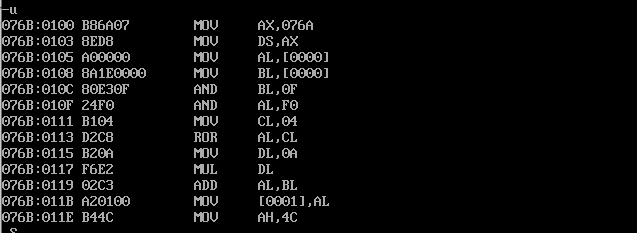 -u
076B:0100 B86A07 MOV AX,076A
076B:0103 8ED8 MOV DS,AX
076B:0105 A00000 MOV AL,[0000]
076B:0108 8A1E0000 MOV BL,[0000]
076B:010C 80E30F AND BL,0F
076B:010F 24F0 AND AL,F0
076B:0111 B104 MOV CL,04
076B:0113 D2C8 ROR AL,CL
076B:0115 B20A MOV DL,0A
076B:0117 F6E2 MUL DL
076B:0119 02C3 ADD AL,BL
076B:011B A20100 MOV [0001],AL
076B:011E B44C MOV AH,4C